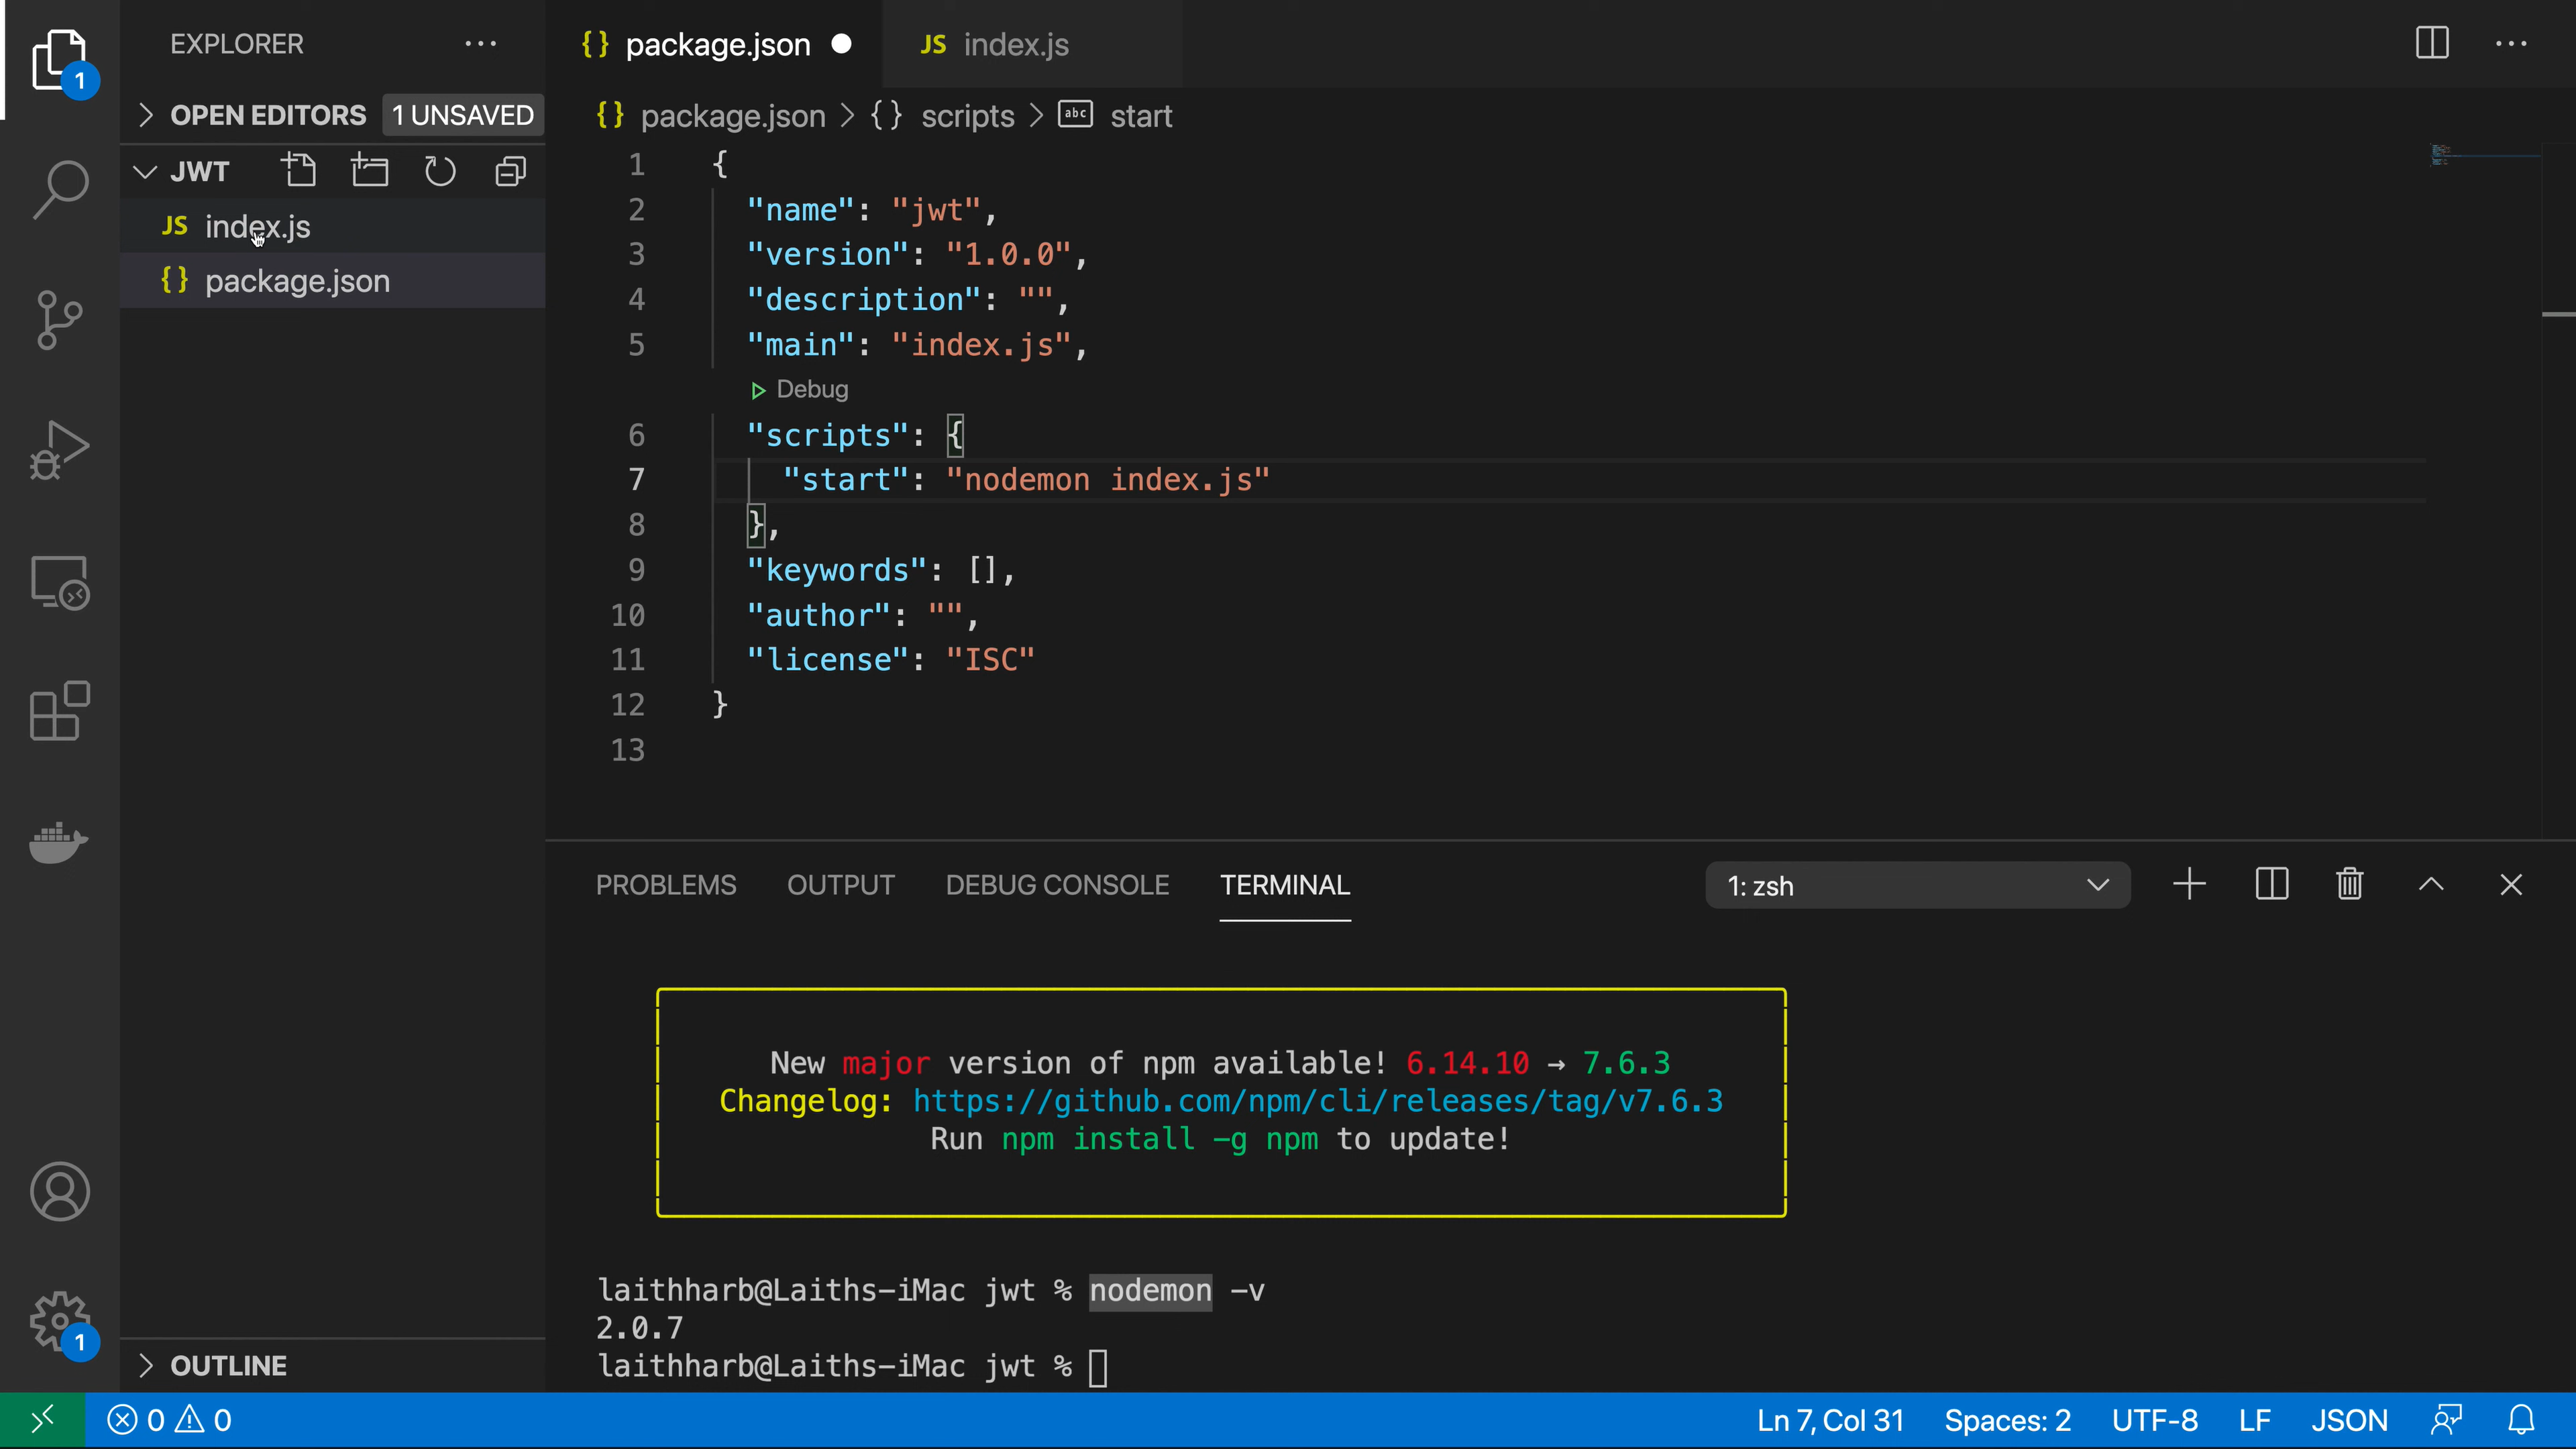 EXPLORER
1
OPEN EDITORS
1 UNSAVED
JWT
JS index.js
{} package.json
OUTLINE
1
{} package.json
JS index.js
{} package.json > {} scripts > abc start
1 {
2 "name": "jwt",
3 "version": "1.0.0",
4 "description": "",
5 "main": "index.js",
Debug
6 "scripts": {
7 "start": "nodemon index.js"
8 },
9 "keywords": [],
10 "author": "",
11 "license": "ISC"
12 }
13
PROBLEMS OUTPUT DEBUG CONSOLE TERMINAL 1: zsh
New major version of npm available! 6.14.10 → 7.6.3
Changelog: https://github.com/npm/cli/releases/tag/v7.6.3
Run npm install -g npm to update!
laithharb@Laiths-iMac jwt % nodemon -v
2.0.7
laithharb@Laiths-iMac jwt %
0 0 Ln 7, Col 31 Spaces: 2 UTF-8 LF JSON